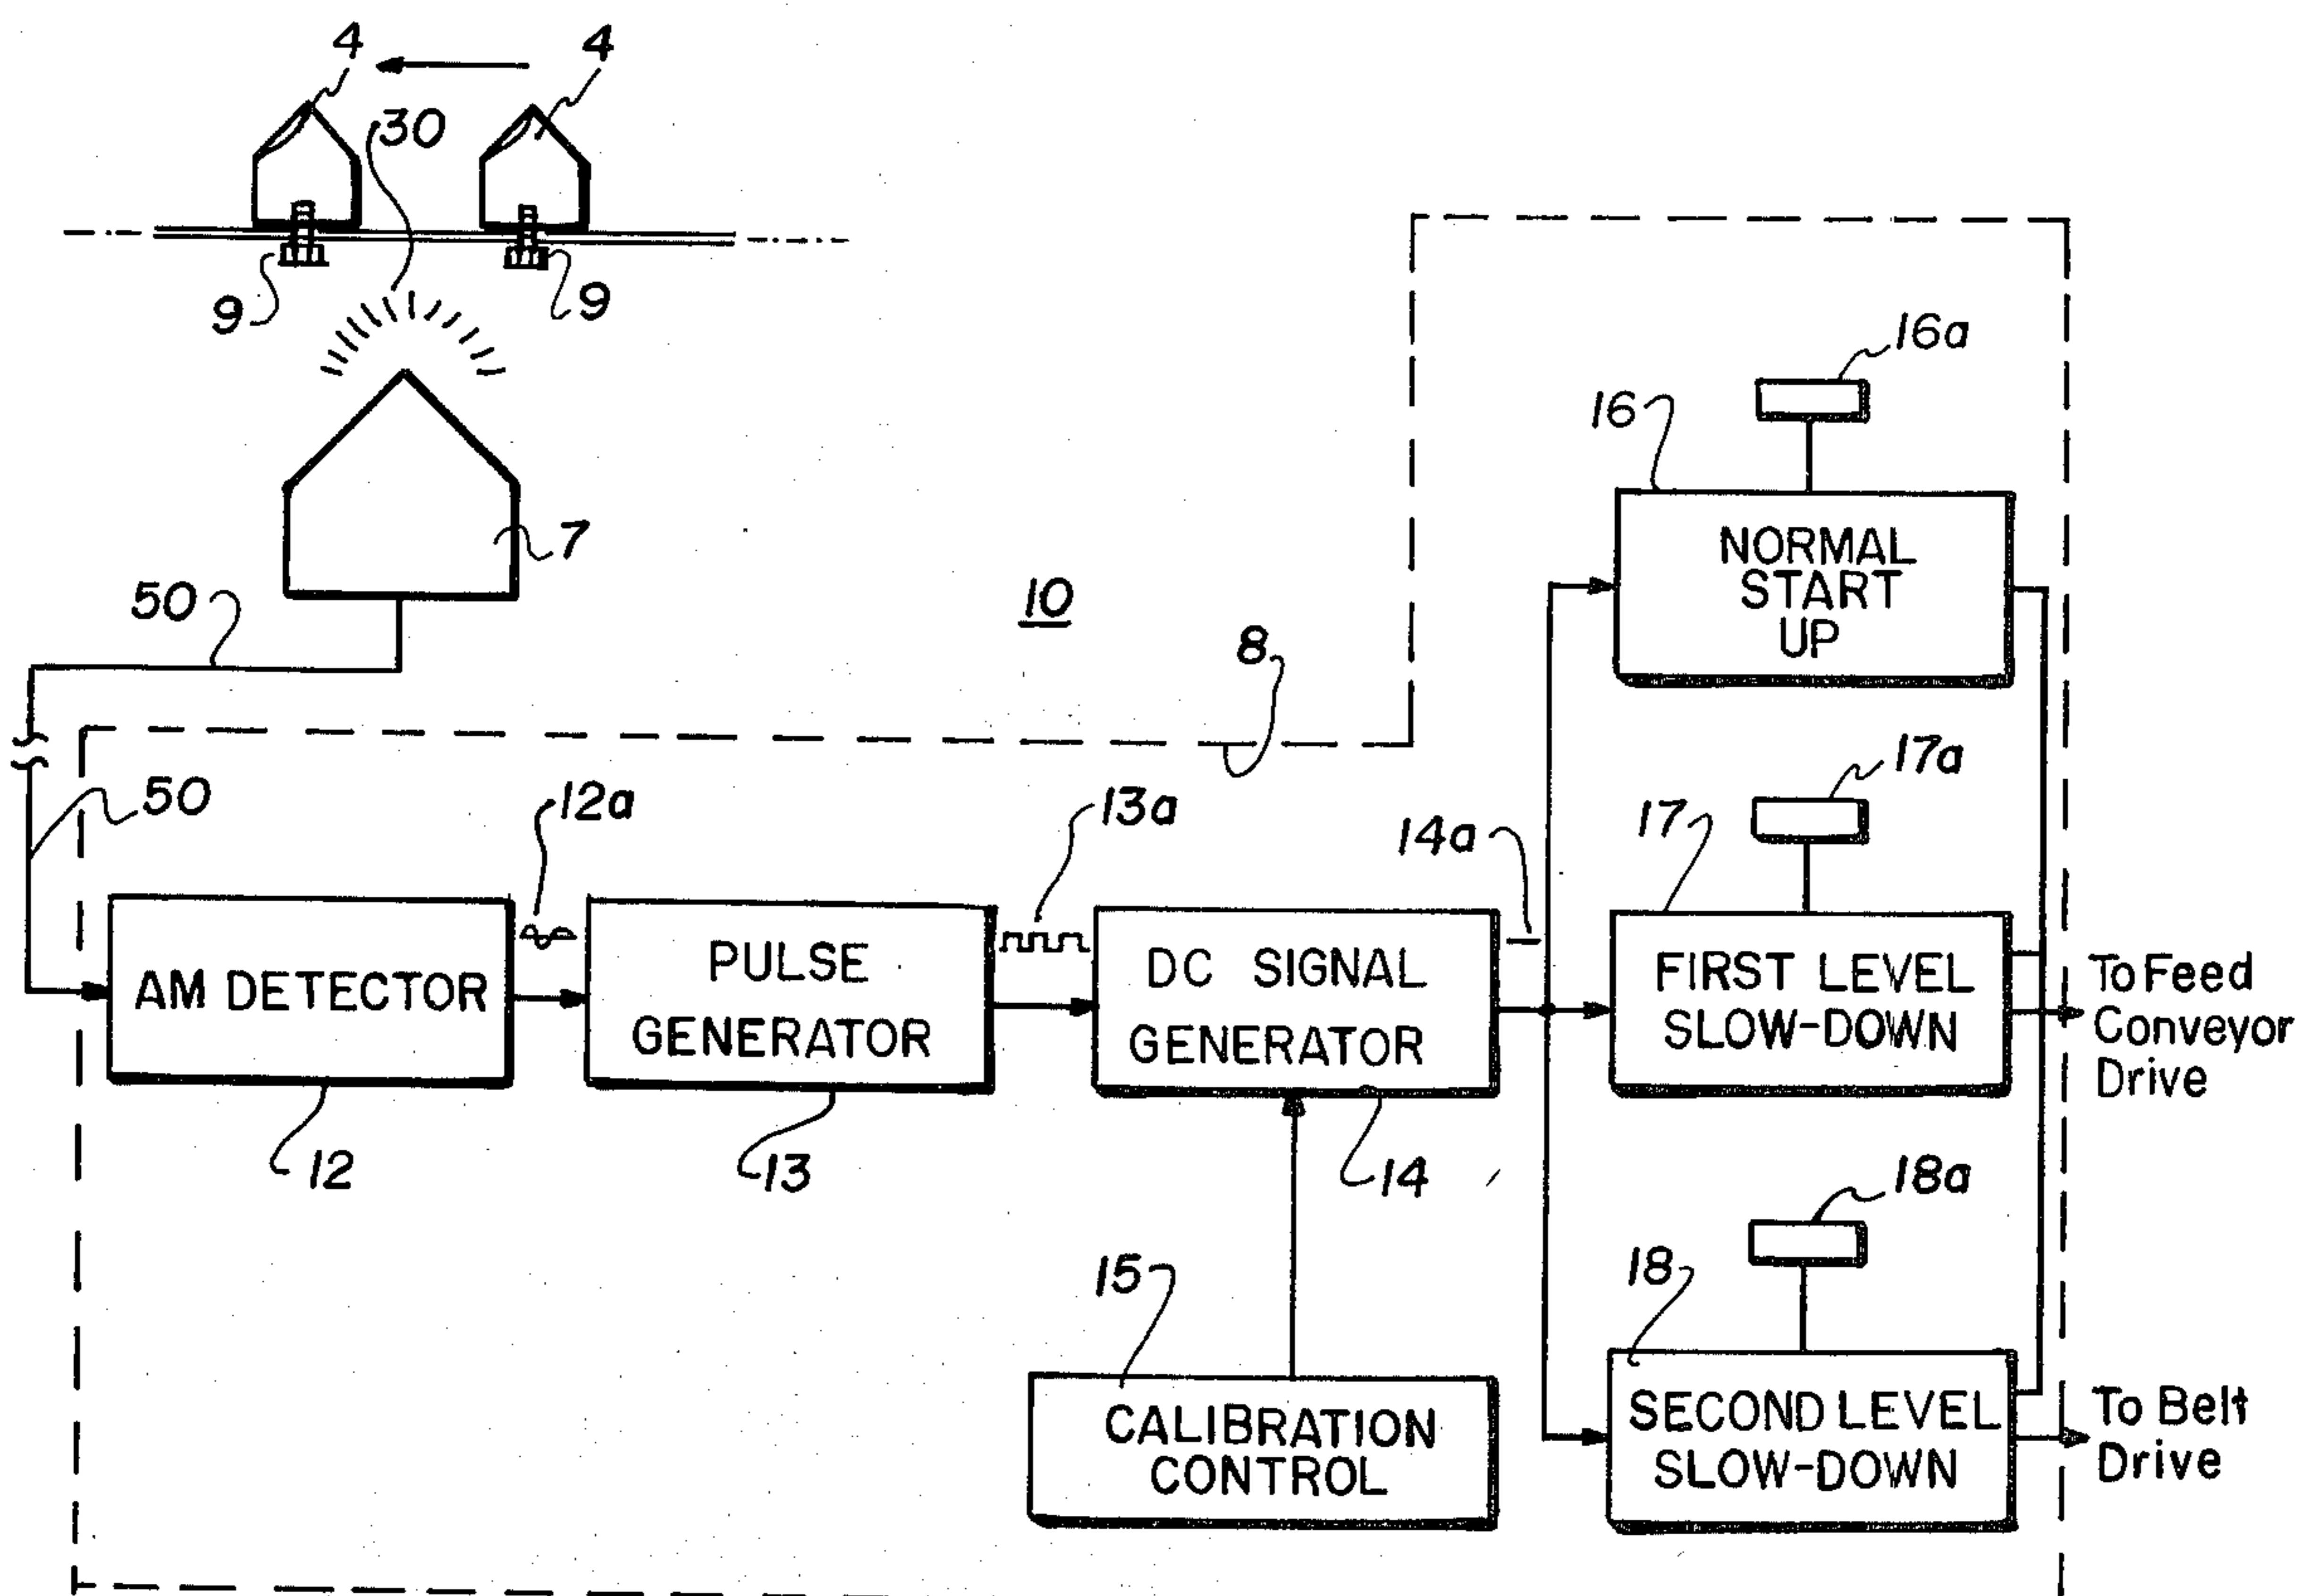 4
4
30
9
9
7
50
10
8
50
16a
16
NORMAL
START
UP
17a
17
12a
13a
14a
AM DETECTOR
PULSE
GENERATOR
DC SIGNAL
GENERATOR
FIRST LEVEL
SLOW-DOWN
To Feed
Conveyor
Drive
12
13
14
18a
18
15
CALIBRATION
CONTROL
SECOND LEVEL
SLOW-DOWN
To Belt
Drive